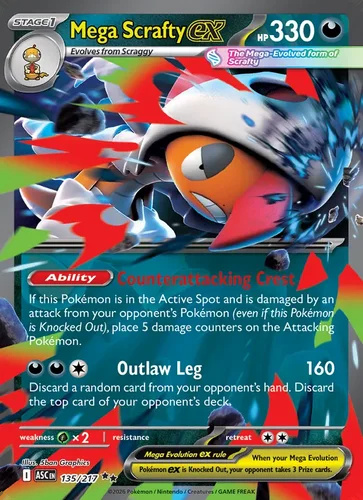 STAGE1 Mega Scrafty ex HP330
Evolves from Scraggy
The Mega-Evolved form of
Scrafty
Ability Counterattacking Crest
If this Pokémon is in the Active Spot and is damaged by an
attack from your opponent's Pokémon (even if this Pokémon
is Knocked Out), place 5 damage counters on the Attacking
Pokémon.
Outlaw Leg 160
Discard a random card from your opponent's hand. Discard
the top card of your opponent's deck.
weakness ×2 resistance retreat
Illus. 5ban Graphics
Mega Evolution ex rule
When your Mega Evolution
Pokémon ex is Knocked Out, your opponent takes 3 Prize cards.
I ASC EN 135/217
©2026 Pokémon / Nintendo / Creatures / GAME FREAK